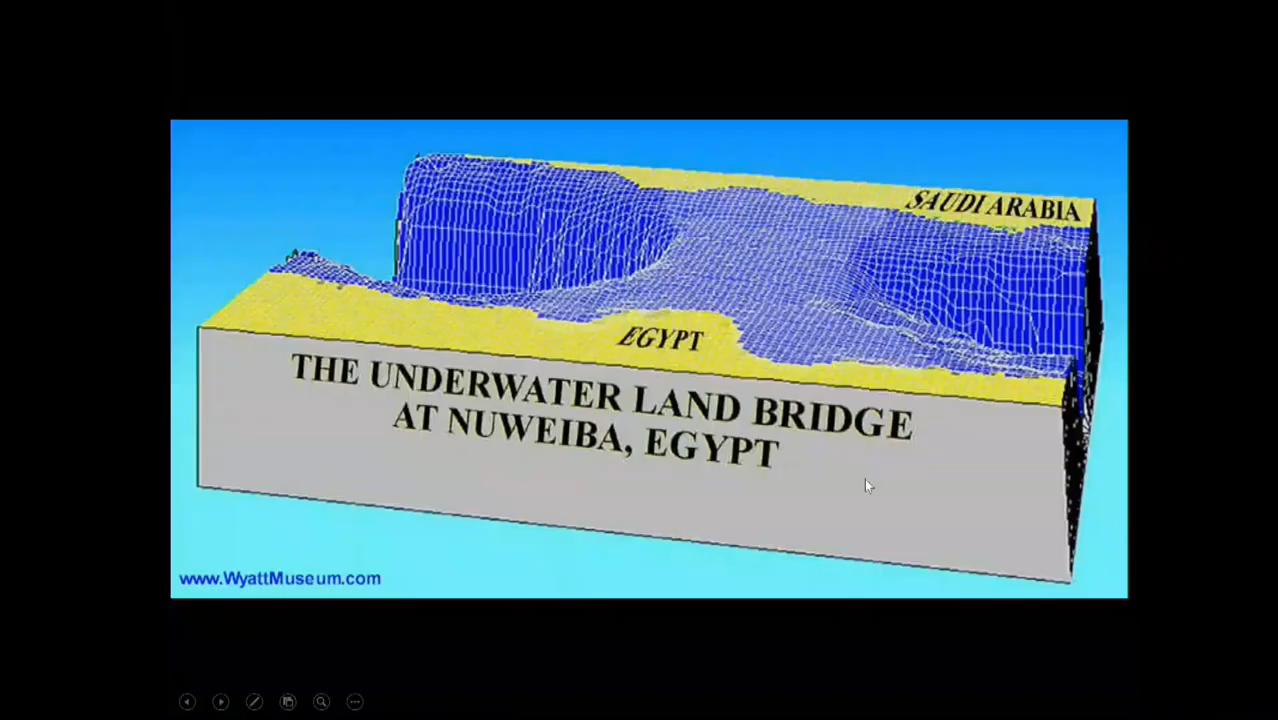 SAUDI ARABIA
EGYPT
THE UNDERWATER LAND BRIDGE
AT NUWEIBA, EGYPT
www.WyattMuseum.com